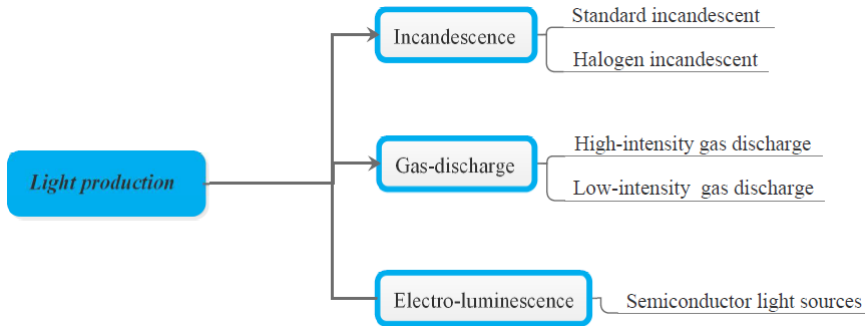 Light production
Incandescence
Standard incandescent
Halogen incandescent
Gas-discharge
High-intensity gas discharge
Low-intensity gas discharge
Electro-luminescence
Semiconductor light sources